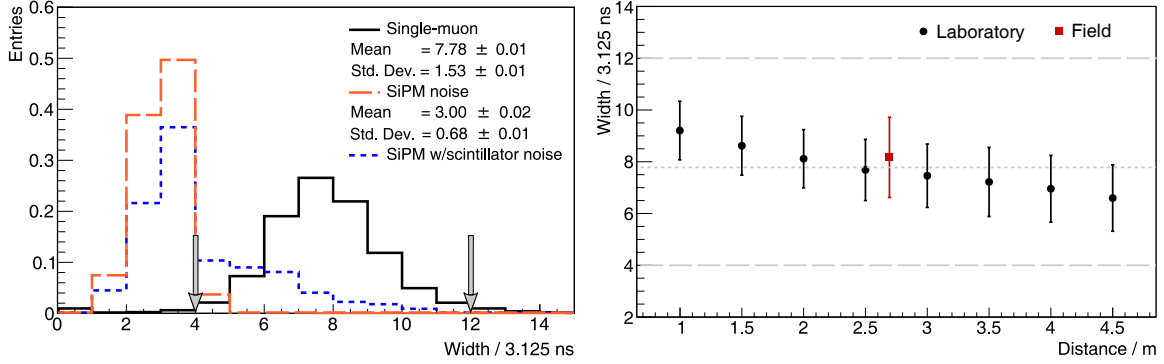 Entries
0.6
0.5
0.4
0.3
0.2
0.1
0
0 2 4 6 8 10 12 14
Width / 3.125 ns
Single-muon
Mean = 7.78 ± 0.01
Std. Dev. = 1.53 ± 0.01
SiPM noise
Mean = 3.00 ± 0.02
Std. Dev. = 0.68 ± 0.01
SiPM w/scintillator noise
Width / 3.125 ns
14
12
10
8
6
4
2
1 1.5 2 2.5 3 3.5 4 4.5
Distance / m
Laboratory Field